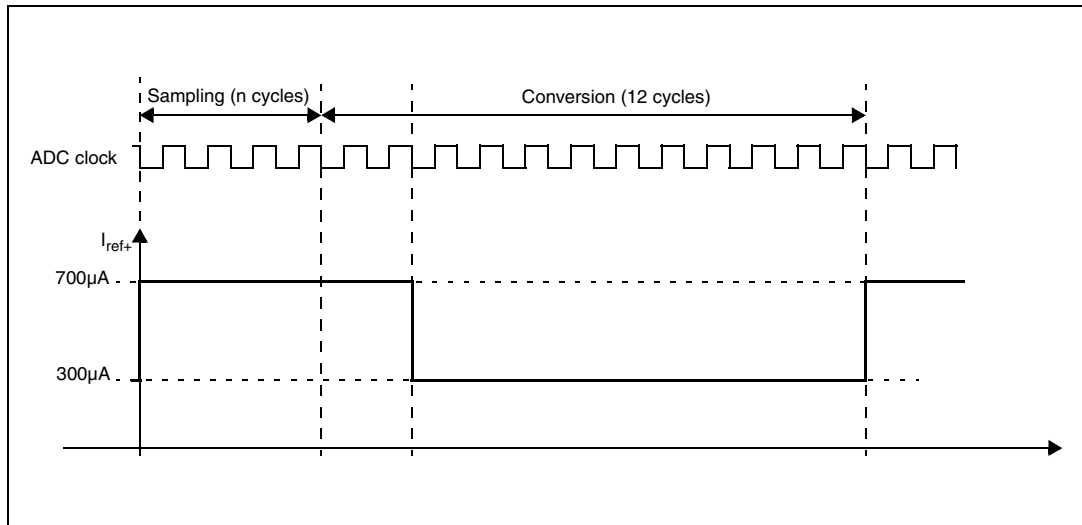 Sampling (n cycles)
Conversion (12 cycles)
ADC clock
Iref+
700µA
300µA